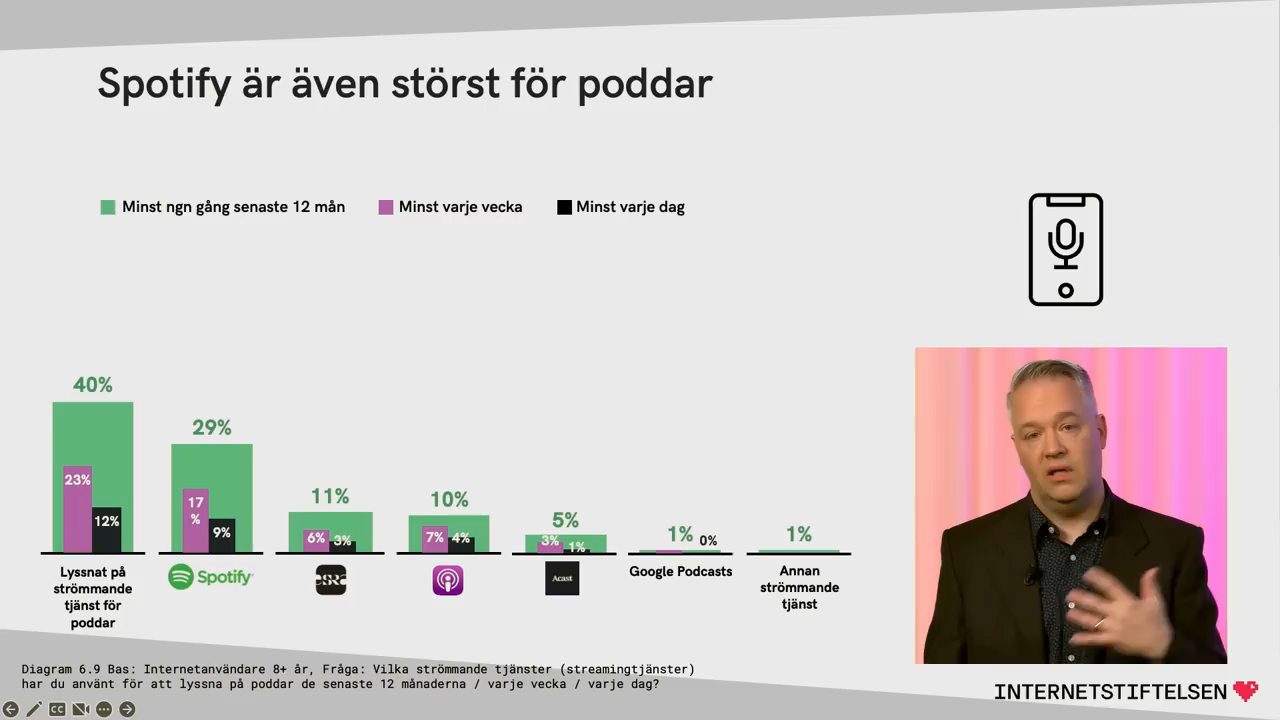 Spotify är även störst för poddar
Minst ngn gång senaste 12 mån
Minst varje vecka
Minst varje dag
40%
23%
12%
29%
17
%
9%
11%
6%
3%
10%
7%
4%
5%
3%
1%
1%
0%
1%
Lyssnat på
strömmande
tjänst för
poddar
Spotify
SR
Acast
Google Podcasts
Annan
strömmande
tjänst
Diagram 6.9 Bas: Internetanvändare 8+ år, Fråga: Vilka strömmande tjänster (streamingtjänster)
har du använt för att lyssna på poddar de senaste 12 månaderna / varje vecka / varje dag?
CC
INTERNETSTIFTELSEN